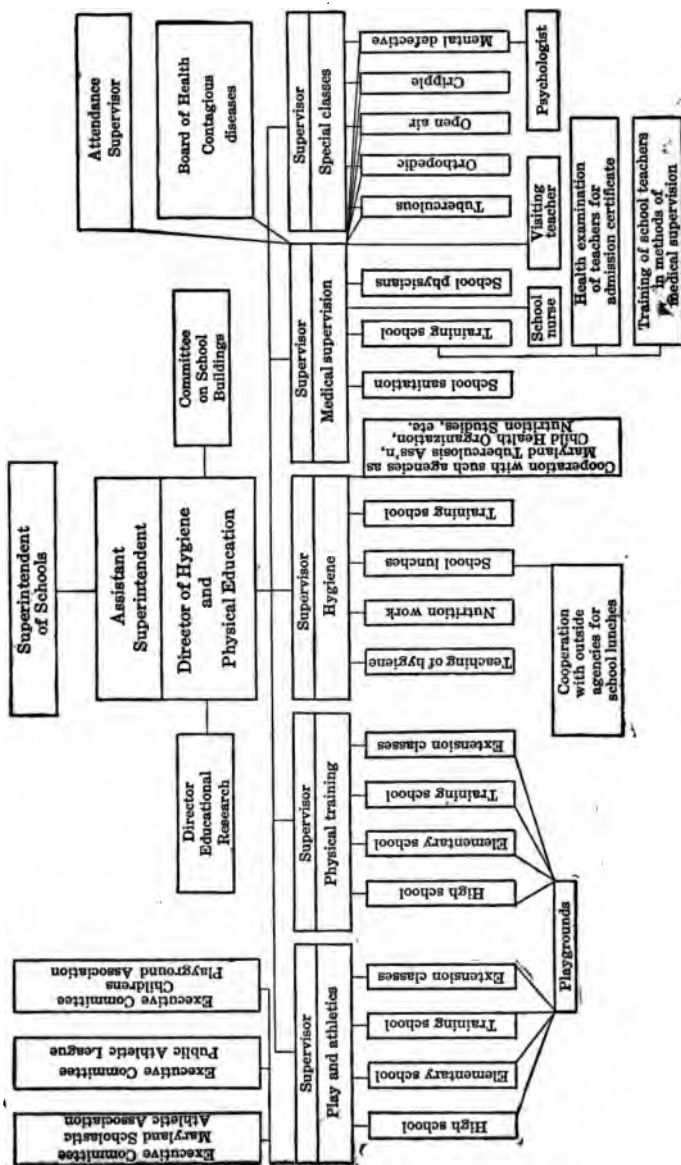 Superintendent
of Schools
Assistant
Superintendent
Director of Hygiene
and
Physical Education
Director
Educational
Research
Committee
on School
Buildings
Attendance
Supervisor
Board of Health
Contagious
diseases
Executive Committee
Maryland Scholastic
Athletic Association
Executive Committee
Public Athletic League
Executive Committee
Childrens
Playground Association
Supervisor
Play and athletics
High school
Elementary school
Training school
Extension classes
Supervisor
Physical training
High school
Elementary school
Training school
Extension classes
Playgrounds
Supervisor
Hygiene
Teaching of hygiene
Nutrition work
School lunches
Training school
Cooperation
with outside
agencies for
school lunches
Cooperation with such agencies as
Maryland Tuberculosis Ass'n,
Child Health Organization,
Nutrition Studies, etc.
Supervisor
Medical supervision
School sanitation
Training school
School physicians
School
nurse
Visiting
teacher
Health examination
of teachers for
admission certificate
Training of school teachers
in methods of
medical supervision
Supervisor
Special classes
Tuberculous
Orthopedic
Open air
Cripple
Mental defective
Psychologist